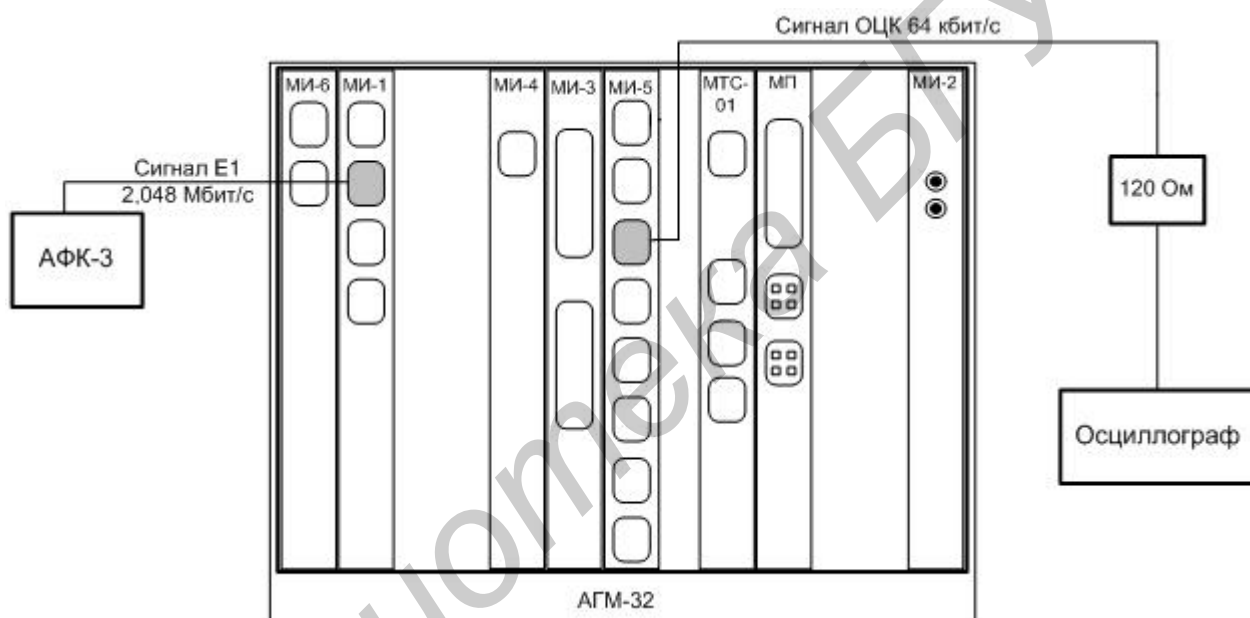 Сигнал ОЦК 64 кбит/с
МИ-6
МИ-1
МИ-4
МИ-3
МИ-5
МТС-
01
МП
МИ-2
Сигнал Е1
2,048 Мбит/с
120 Ом
АФК-3
Осциллограф
АГМ-32